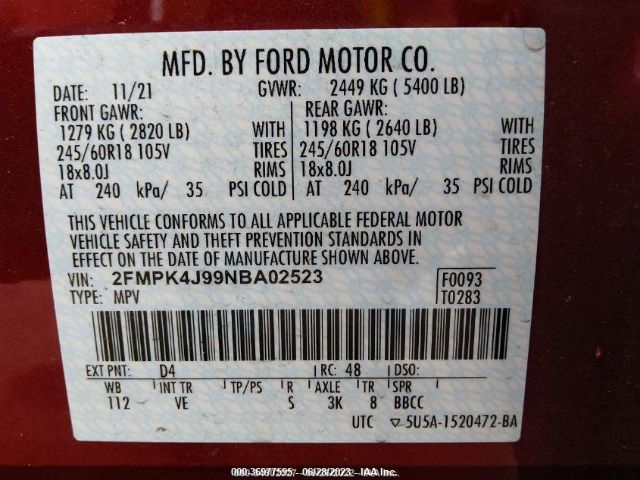 MFD. BY FORD MOTOR CO.
DATE: 11/21 GVWR: 2449 KG ( 5400 LB)
FRONT GAWR: REAR GAWR:
1279 KG ( 2820 LB) WITH 1198 KG ( 2640 LB) WITH
245/60R18 105V TIRES 245/60R18 105V TIRES
18x8.0J RIMS 18x8.0J RIMS
AT 240 kPa/ 35 PSI COLD AT 240 kPa/ 35 PSI COLD
THIS VEHICLE CONFORMS TO ALL APPLICABLE FEDERAL MOTOR
VEHICLE SAFETY AND THEFT PREVENTION STANDARDS IN
EFFECT ON THE DATE OF MANUFACTURE SHOWN ABOVE.
VIN: 2FMPK4J99NBA02523 F0093
TYPE: MPV T0283
EXT PNT: D4 RC: 48 DSO:
WB INT TR TP/PS R AXLE TR SPR
112 VE S 3K 8 BBCC
UTC ▽ 5U5A-1520472-BA
000-36977595 06/28/2023 IAA Inc.